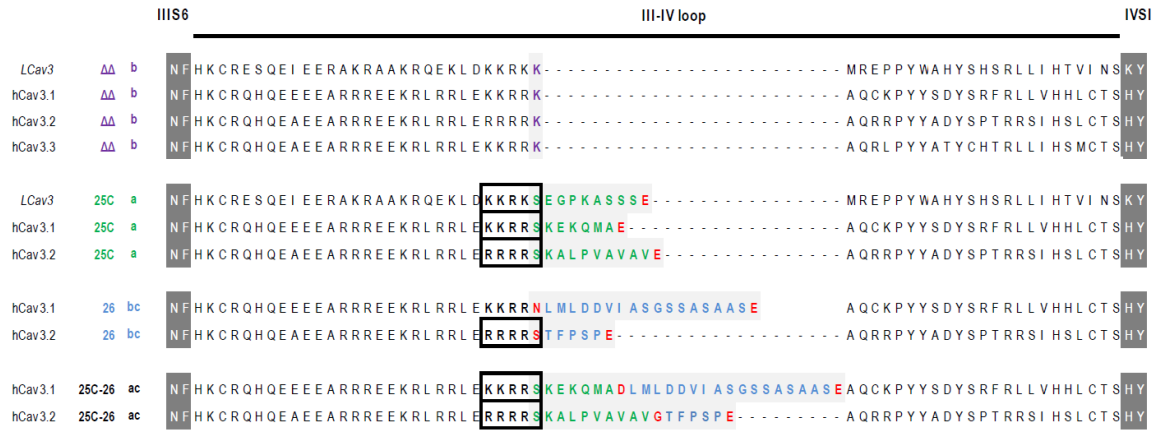 IIIS6 III-IV loop IVSI
LCav3 ΔΔ b NFHKCRESQEIEERAKRAAKRQEKLDKKRKK-------------------------MREPPYWAHYSHSRLLIHTVINSKY
hCav3.1 ΔΔ b NFHKCRQHQEEEEARRREEKRLRRLEKKRRK-------------------------AQCKPYYSDYSRFRLLVHHLCTSHY
hCav3.2 ΔΔ b NFHKCRQHQEAEEARRREEKRLRRLERRRRK-------------------------AQRRPYYADYSPTRRSIHSLCTSHY
hCav3.3 ΔΔ b NFHKCRQHQEAEEARRREEKRLRRLEKKRRK-------------------------AQRLPYYATYCHTRLLIHSMCTSHY
LCav3 25C a NFHKCRESQEIEERAKRAAKRQEKLDKKRKSEGPKASSSE----------------MREPPYWAHYSHSRLLIHTVINSKY
hCav3.1 25C a NFHKCRQHQEEEEARRREEKRLRRLEKKRRSKEKQMAE------------------AQCKPYYSDYSRFRLLVHHLCTSHY
hCav3.2 25C a NFHKCRQHQEAEEARRREEKRLRRLERRRRSKALPVAVAVE---------------AQRRPYYADYSPTRRSIHSLCTSHY
hCav3.1 26 bc NFHKCRQHQEEEEARRREEKRLRRLEKKRRNLMLDDVIASGSSASAASE-------AQCKPYYSDYSRFRLLVHHLCTSHY
hCav3.2 26 bc NFHKCRQHQEAEEARRREEKRLRRLERRRRSTFPSPE-------------------AQRRPYYADYSPTRRSIHSLCTSHY
hCav3.1 25C-26 ac NFHKCRQHQEEEEARRREEKRLRRLEKKRRSKEKQMADLMLDDVIASGSSASAASEAQCKPYYSDYSRFRLLVHHLCTSHY
hCav3.2 25C-26 ac NFHKCRQHQEAEEARRREEKRLRRLERRRRSKALPVAVAVGTFPSPE---------AQRRPYYADYSPTRRSIHSLCTSHY